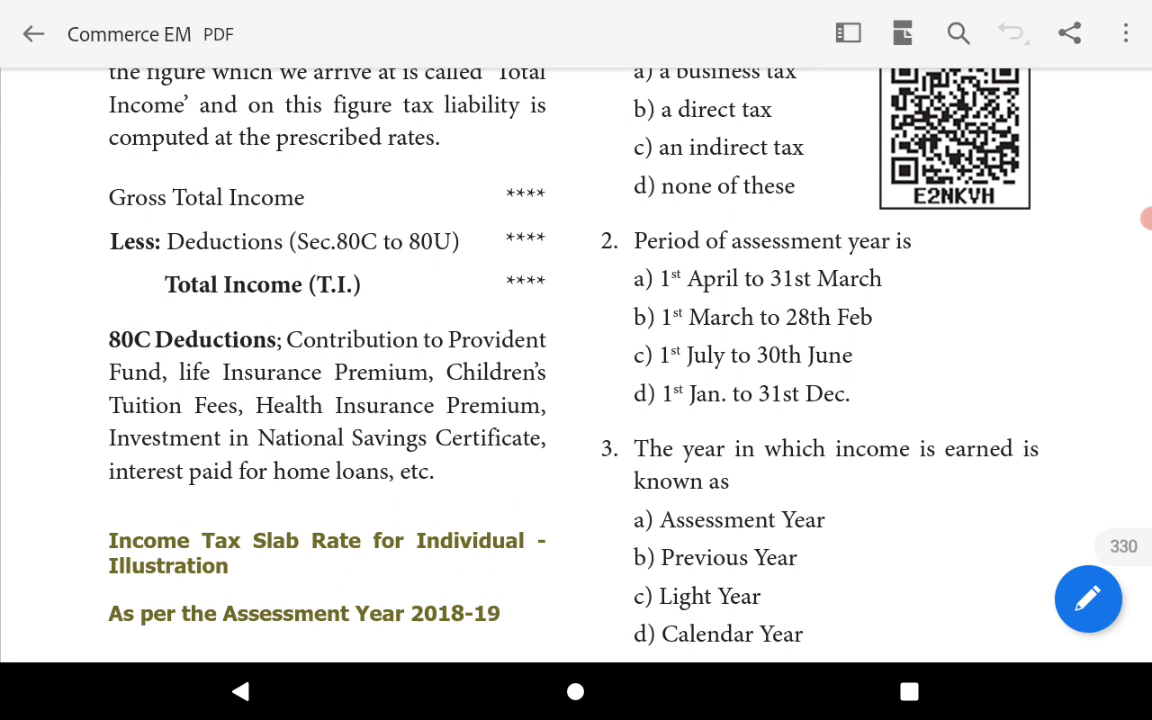 Commerce EM PDF
the figure which we arrive at is called ‘Total
Income’ and on this figure tax liability is
computed at the prescribed rates.
Gross Total Income ****
Less: Deductions (Sec.80C to 80U) ****
Total Income (T.I.) ****
80C Deductions; Contribution to Provident
Fund, life Insurance Premium, Children’s
Tuition Fees, Health Insurance Premium,
Investment in National Savings Certificate,
interest paid for home loans, etc.
Income Tax Slab Rate for Individual -
Illustration
As per the Assessment Year 2018-19
a) a business tax
b) a direct tax
c) an indirect tax
d) none of these
E2NKVH
2. Period of assessment year is
a) 1st April to 31st March
b) 1st March to 28th Feb
c) 1st July to 30th June
d) 1st Jan. to 31st Dec.
3. The year in which income is earned is
known as
a) Assessment Year
b) Previous Year
c) Light Year
d) Calendar Year
330